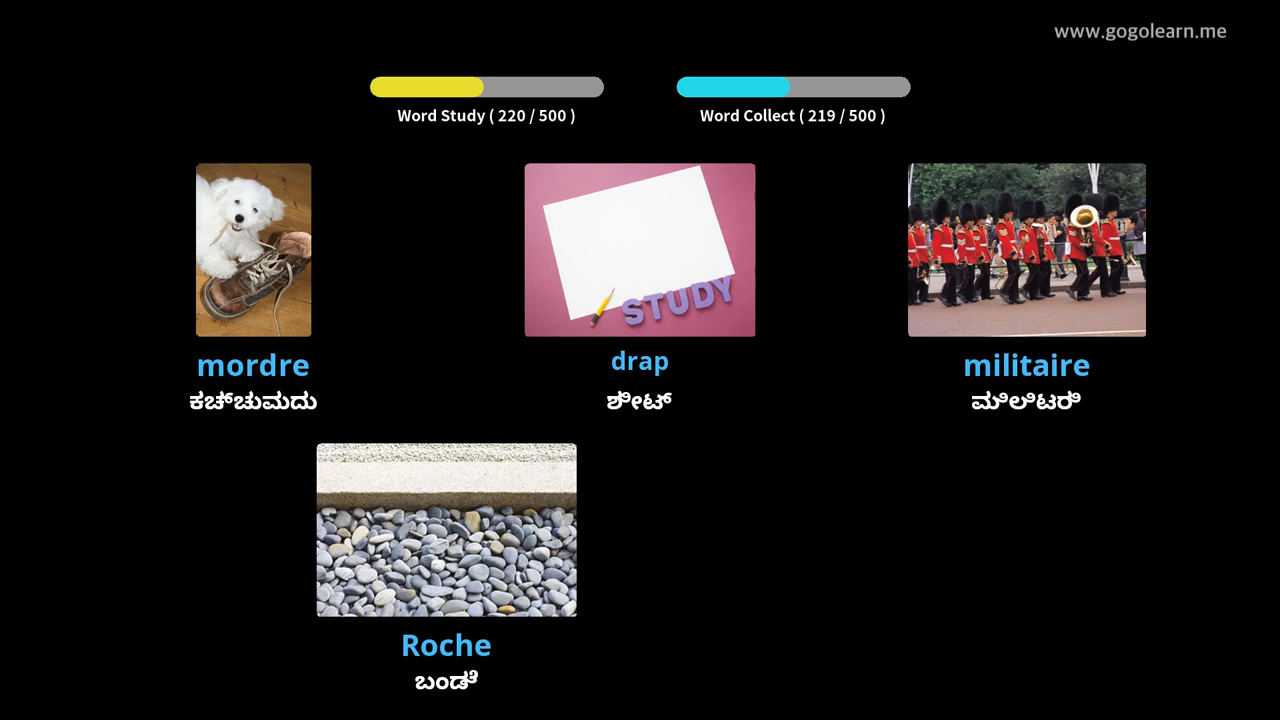 www.gogolearn.me
Word Study ( 220 / 500 )
Word Collect ( 219 / 500 )
STUDY
mordre
drap
militaire
ಕಚ್ಚುಮದು
ಶೀಟ್
ಮಿಲಿಟರಿ
Roche
ಬಂಡೆ